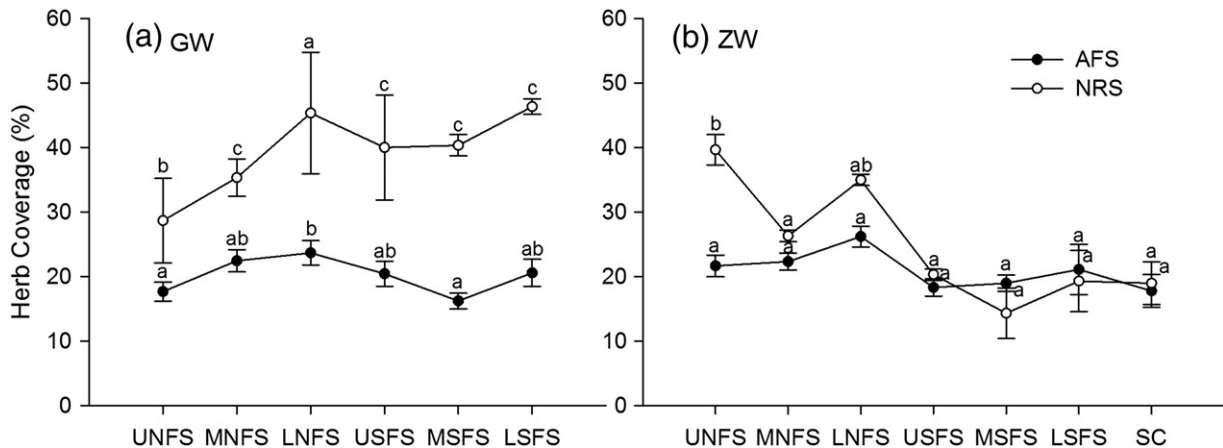 (a) GW
60
50
40
30
20
10
0
Herb Coverage (%)
b
c
a
c
c
c
a
ab
b
ab
a
ab
UNFS MNFS LNFS USFS MSFS LSFS
(b) ZW
AFS
NRS
60
50
40
30
20
10
0
b
a
ab
a
a
a
a
a
a
a
a
a
a
a
UNFS MNFS LNFS USFS MSFS LSFS SC